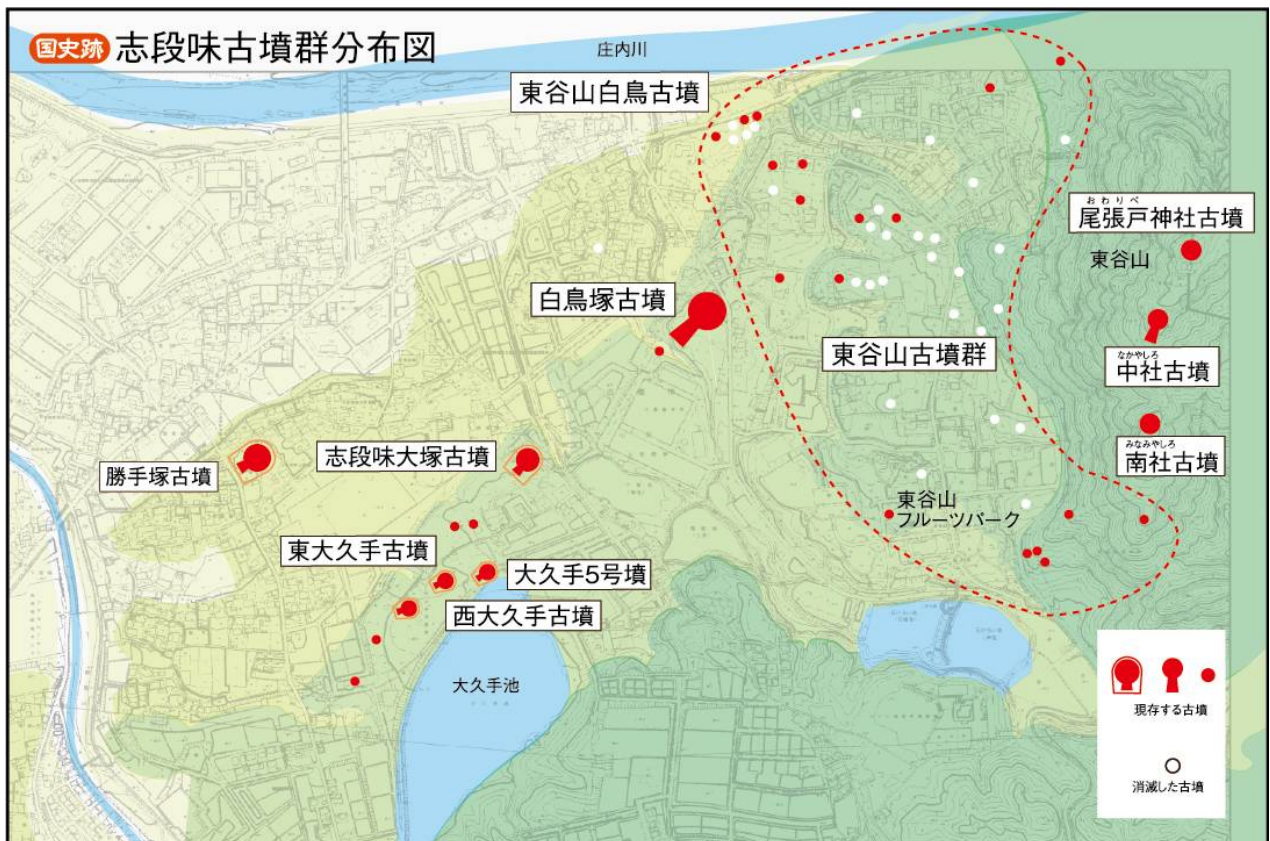 国史跡 志段味古墳群分布図
庄内川
東谷山白鳥古墳
おわりべ
尾張戸神社古墳
東谷山
白鳥塚古墳
なかやしろ
中社古墳
東谷山古墳群
みなみやしろ
南社古墳
勝手塚古墳
志段味大塚古墳
東谷山
フルーツパーク
東大久手古墳
大久手5号墳
西大久手古墳
大久手池
現存する古墳
消滅した古墳